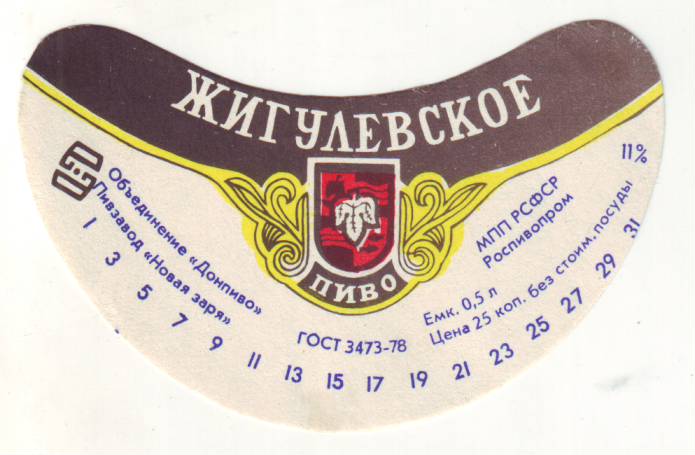 ЖИГУЛЕВСКОЕ
ПИВО
Объединение «Донпиво»
Пивзавод «Новая заря»
ГОСТ 3473-78
11%
МПП РСФСР
Роспивопром
Емк. 0,5 л
Цена 25 коп. без стоим. посуды
1 3 5 7 9 11 13 15 17 19 21 23 25 27 29 31